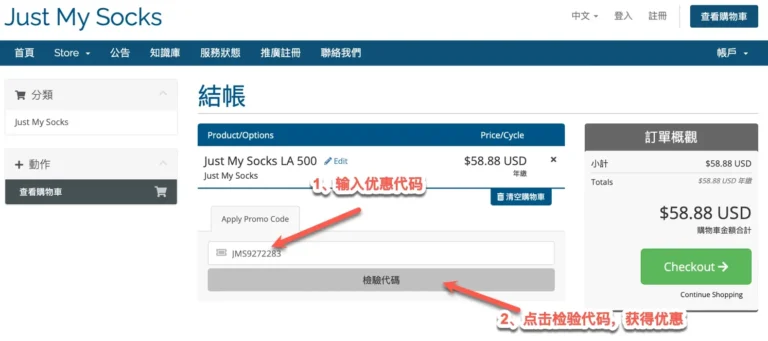 Just My Socks
中文
登入
註冊
查看購物車
首頁
Store
公告
知識庫
服務狀態
推廣註冊
聯絡我們
帳戶
分類
Just My Socks
動作
查看購物車
結帳
Product/Options
Price/Cycle
Just My Socks LA 500
Edit
$58.88 USD
Just My Socks
年繳
清空購物車
1、输入优惠代码
Apply Promo Code
JMS9272283
檢驗代碼
2、点击检验代码，获得优惠
訂單概觀
小計
$58.88 USD
Totals
$58.88 USD 年繳
$58.88 USD
購物車金額合計
Checkout
Continue Shopping